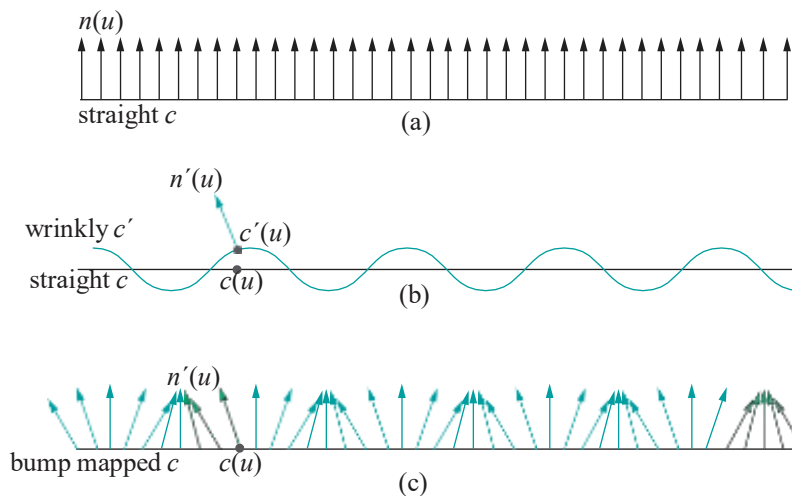 n(u)
straight c
(a)
n´(u)
wrinkly c´
c´(u)
straight c
c(u)
(b)
n´(u)
bump mapped c
c(u)
(c)